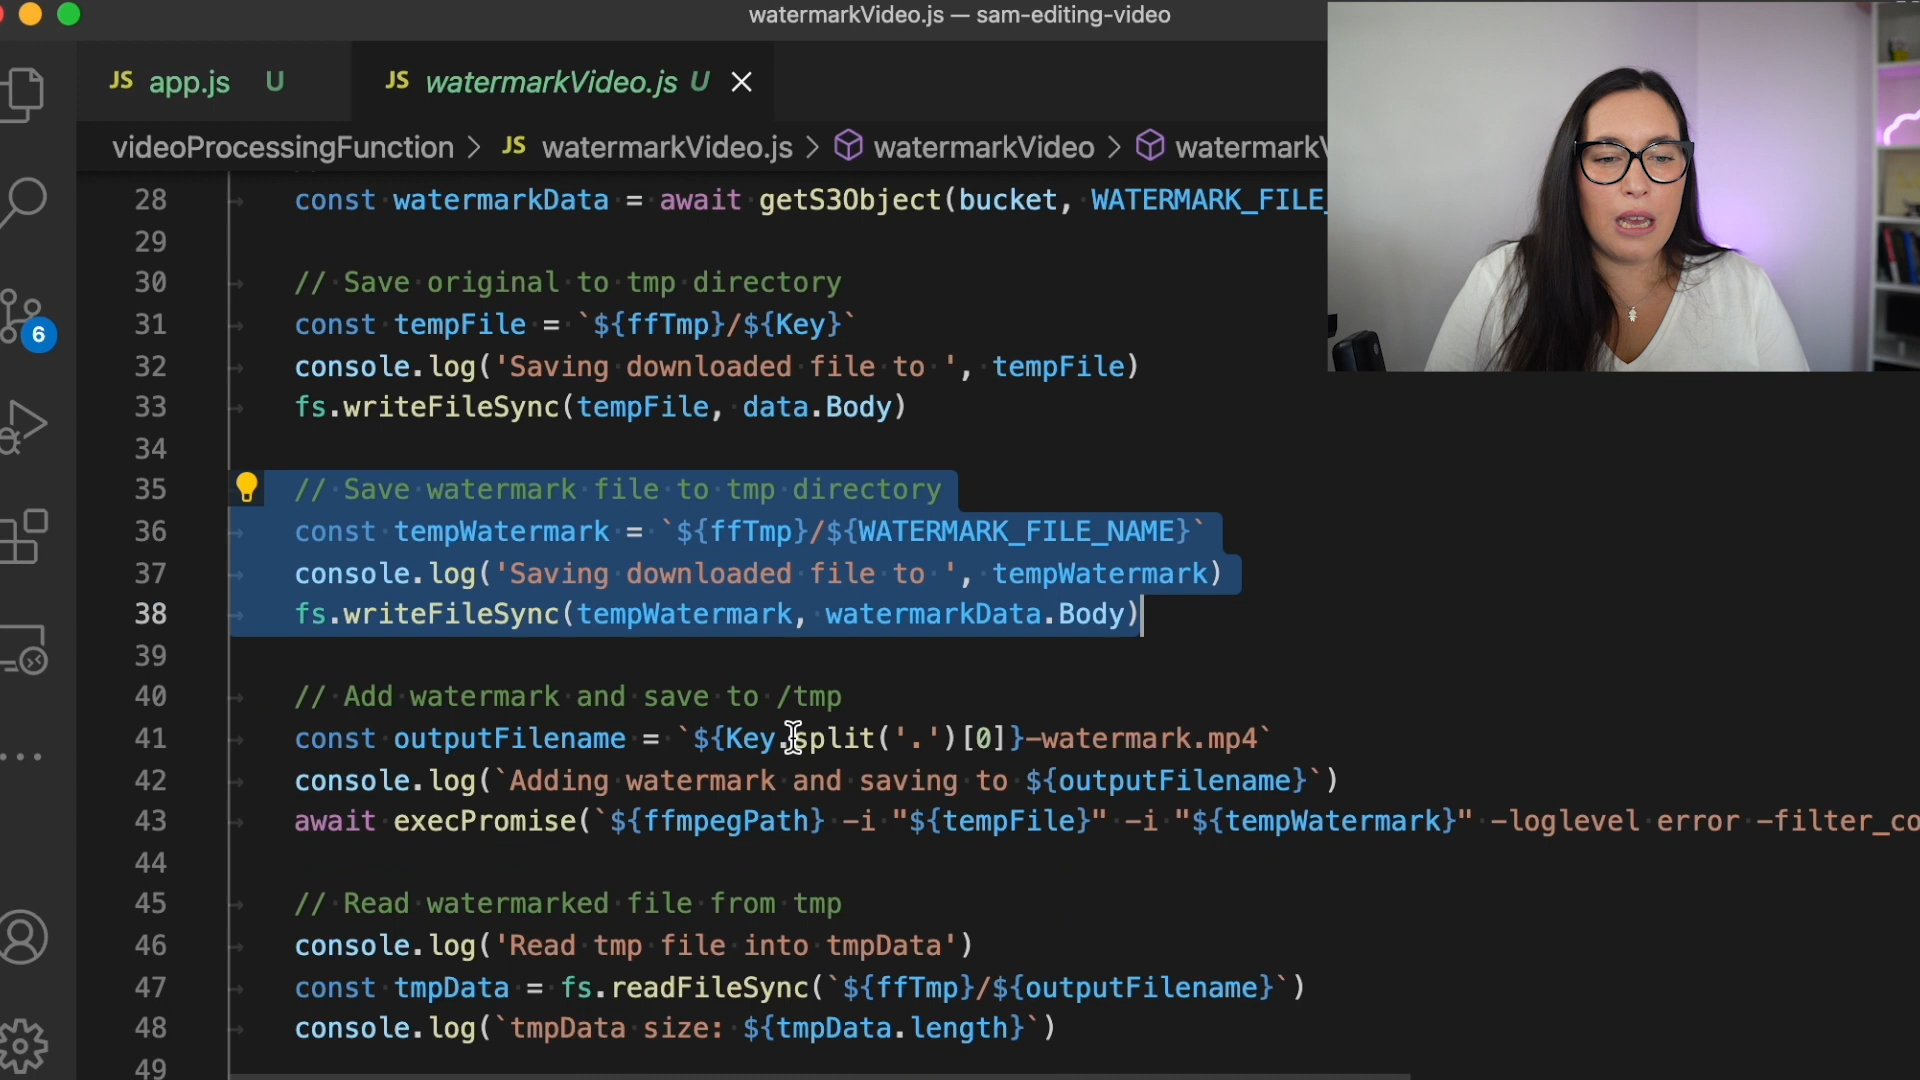 watermarkVideo.js — sam-editing-video
JS app.js U
JS watermarkVideo.js U
videoProcessingFunction > JS watermarkVideo.js > watermarkVideo >
28 const watermarkData = await getS3Object(bucket, WATERMARK_FILE_
29
30 // Save original to tmp directory
31 const tempFile = `${ffTmp}/${Key}`
32 console.log('Saving downloaded file to ', tempFile)
33 fs.writeFileSync(tempFile, data.Body)
34
35 // Save watermark file to tmp directory
36 const tempWatermark = `${ffTmp}/${WATERMARK_FILE_NAME}`
37 console.log('Saving downloaded file to ', tempWatermark)
38 fs.writeFileSync(tempWatermark, watermarkData.Body)
39
6
40 // Add watermark and save to /tmp
41 const outputFilename = `${Key.split('.')[0]}-watermark.mp4`
42 console.log(`Adding watermark and saving to ${outputFilename}`)
43 await execPromise(`${ffmpegPath} -i "${tempFile}" -i "${tempWatermark}" -loglevel error -filter_co
44
45 // Read watermarked file from tmp
46 console.log('Read tmp file into tmpData')
47 const tmpData = fs.readFileSync(`${ffTmp}/${outputFilename}`)
48 console.log(`tmpData size: ${tmpData.length}`)
49